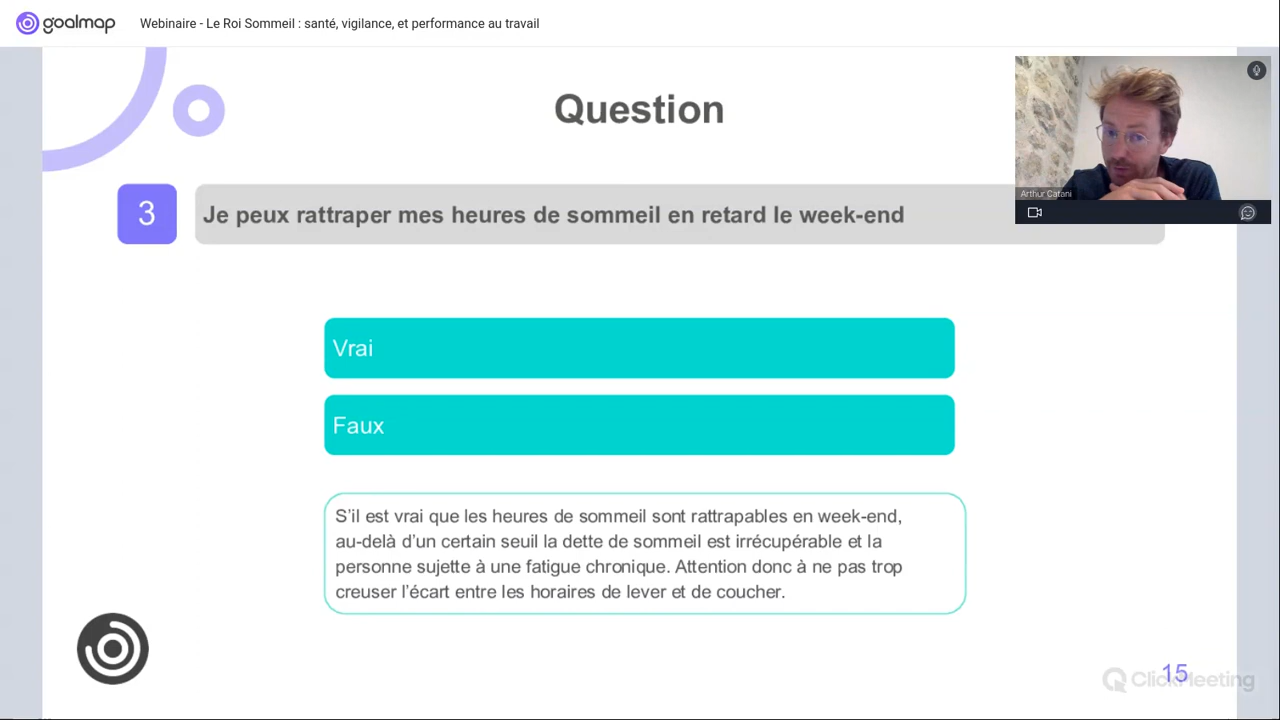 goalmap
Webinaire - Le Roi Sommeil : santé, vigilance, et performance au travail
Question
Arthur Catani
3
Je peux rattraper mes heures de sommeil en retard le week-end
Vrai
Faux
S’il est vrai que les heures de sommeil sont rattrapables en week-end,
au-delà d’un certain seuil la dette de sommeil est irrécupérable et la
personne sujette à une fatigue chronique. Attention donc à ne pas trop
creuser l’écart entre les horaires de lever et de coucher.
15
ClickMeeting